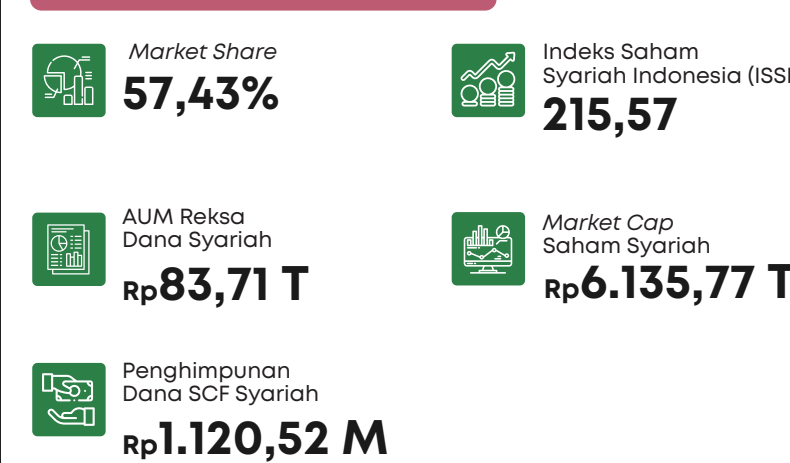 Market Share
57,43%
Indeks Saham
Syariah Indonesia (ISSI
215,57
AUM Reksa
Dana Syariah
Rp83,71 T
Market Cap
Saham Syariah
Rp6.135,77 T
Penghimpunan
Dana SCF Syariah
Rp1.120,52 M